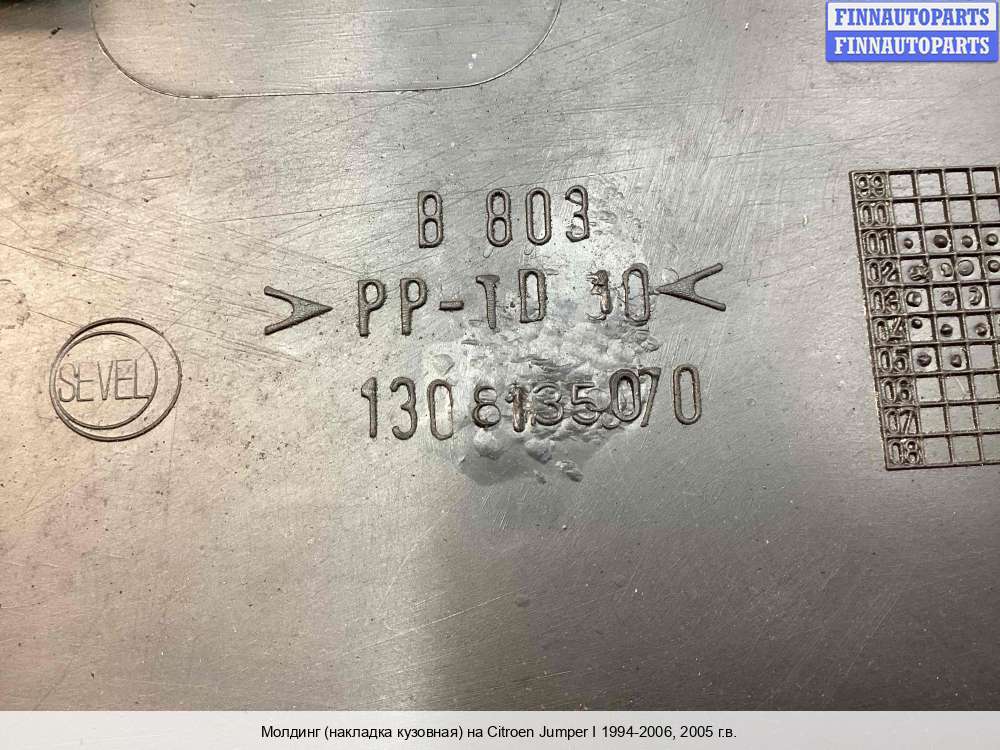 FINNAUTOPARTS
FINNAUTOPARTS
B 803
PP-TD 10
1308135070
SEVEL
99
00
01
02
03
04
05
06
07
08
Молдинг (накладка кузовная) на Citroen Jumper I 1994-2006, 2005 г.в.